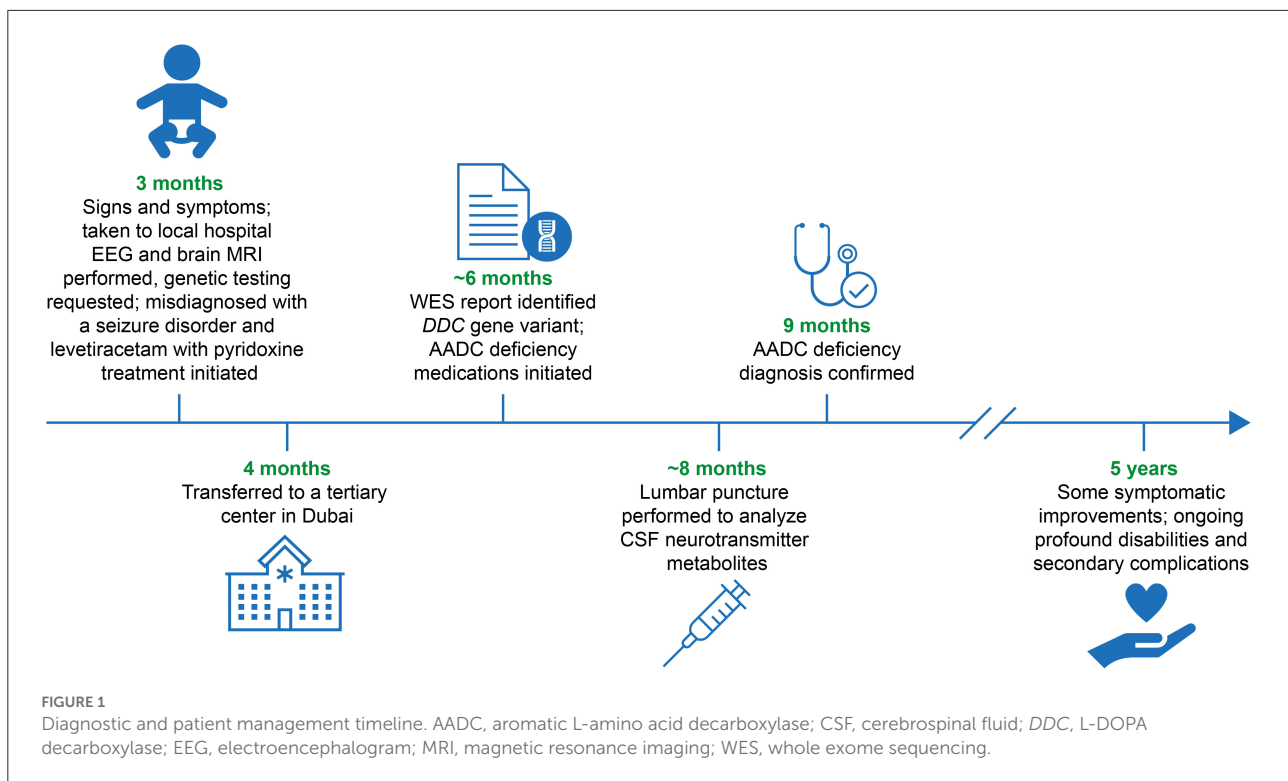 3 months
Signs and symptoms;
taken to local hospital
EEG and brain MRI
performed, genetic testing
requested; misdiagnosed with
a seizure disorder and
levetiracetam with pyridoxine
treatment initiated
~6 months
WES report identified
DDC gene variant;
AADC deficiency
medications initiated
9 months
AADC deficiency
diagnosis confirmed
4 months
Transferred to a tertiary
center in Dubai
~8 months
Lumbar puncture
performed to analyze
CSF neurotransmitter
metabolites
5 years
Some symptomatic
improvements; ongoing
profound disabilities and
secondary complications
FIGURE 1
Diagnostic and patient management timeline. AADC, aromatic L-amino acid decarboxylase; CSF, cerebrospinal fluid; DDC, L-DOPA
decarboxylase; EEG, electroencephalogram; MRI, magnetic resonance imaging; WES, whole exome sequencing.